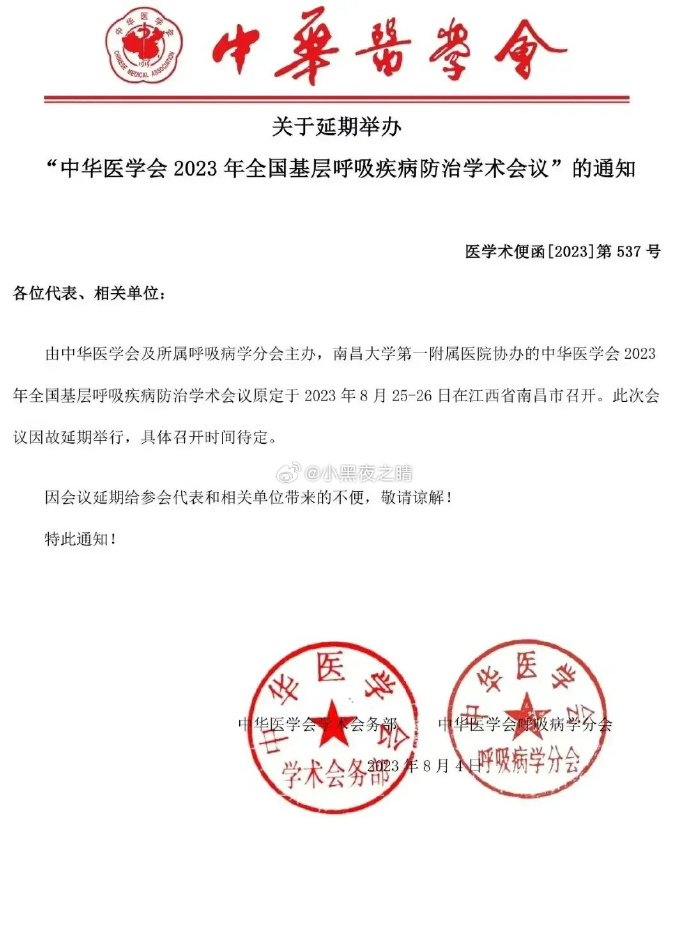 中华医学会
CHINESE MEDICAL ASSOCIATION
1915
中華醫學會
关于延期举办
“中华医学会 2023 年全国基层呼吸疾病防治学术会议”的通知
医学术便函[2023]第 537 号
各位代表、相关单位：
由中华医学会及所属呼吸病学分会主办，南昌大学第一附属医院协办的中华医学会 2023
年全国基层呼吸疾病防治学术会议原定于 2023 年 8 月 25-26 日在江西省南昌市召开。此次会
议因故延期举行，具体召开时间待定。
@小黑夜之晴
因会议延期给参会代表和相关单位带来的不便，敬请谅解！
特此通知！
中华医学会
中华医学会
中华医学会学术会务部 中华医学会呼吸病学分会
学术会务部
呼吸病学分会
2023 年 8 月 4 日